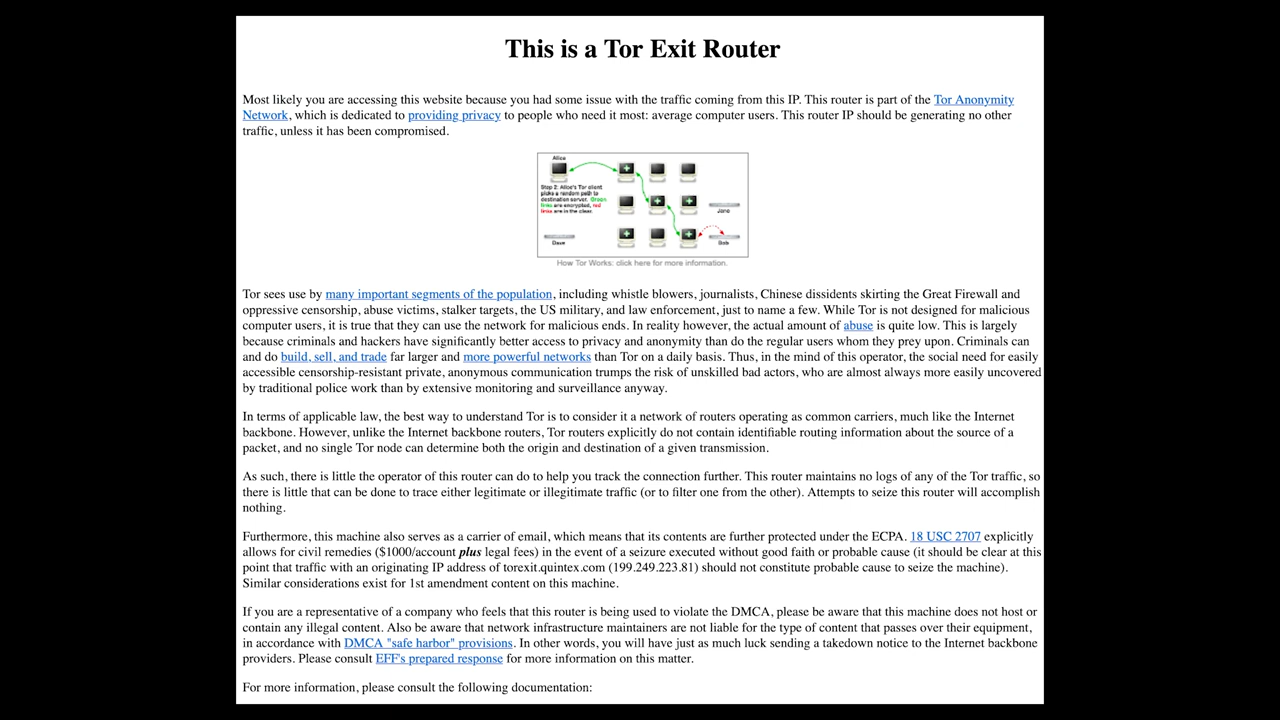 This is a Tor Exit Router
Most likely you are accessing this website because you had some issue with the traffic coming from this IP. This router is part of the Tor Anonymity
Network, which is dedicated to providing privacy to people who need it most: average computer users. This router IP should be generating no other
traffic, unless it has been compromised.
Alice
Step 2: Alice's Tor client
picks a random path to
destination server. Green
links are encrypted, red
links are in the clear.
Jane
Dave
Bob
How Tor Works: click here for more information.
Tor sees use by many important segments of the population, including whistle blowers, journalists, Chinese dissidents skirting the Great Firewall and
oppressive censorship, abuse victims, stalker targets, the US military, and law enforcement, just to name a few. While Tor is not designed for malicious
computer users, it is true that they can use the network for malicious ends. In reality however, the actual amount of abuse is quite low. This is largely
because criminals and hackers have significantly better access to privacy and anonymity than do the regular users whom they prey upon. Criminals can
and do build, sell, and trade far larger and more powerful networks than Tor on a daily basis. Thus, in the mind of this operator, the social need for easily
accessible censorship-resistant private, anonymous communication trumps the risk of unskilled bad actors, who are almost always more easily uncovered
by traditional police work than by extensive monitoring and surveillance anyway.
In terms of applicable law, the best way to understand Tor is to consider it a network of routers operating as common carriers, much like the Internet
backbone. However, unlike the Internet backbone routers, Tor routers explicitly do not contain identifiable routing information about the source of a
packet, and no single Tor node can determine both the origin and destination of a given transmission.
As such, there is little the operator of this router can do to help you track the connection further. This router maintains no logs of any of the Tor traffic, so
there is little that can be done to trace either legitimate or illegitimate traffic (or to filter one from the other). Attempts to seize this router will accomplish
nothing.
Furthermore, this machine also serves as a carrier of email, which means that its contents are further protected under the ECPA. 18 USC 2707 explicitly
allows for civil remedies ($1000/account plus legal fees) in the event of a seizure executed without good faith or probable cause (it should be clear at this
point that traffic with an originating IP address of torexit.quintex.com (199.249.223.81) should not constitute probable cause to seize the machine).
Similar considerations exist for 1st amendment content on this machine.
If you are a representative of a company who feels that this router is being used to violate the DMCA, please be aware that this machine does not host or
contain any illegal content. Also be aware that network infrastructure maintainers are not liable for the type of content that passes over their equipment,
in accordance with DMCA "safe harbor" provisions. In other words, you will have just as much luck sending a takedown notice to the Internet backbone
providers. Please consult EFF's prepared response for more information on this matter.
For more information, please consult the following documentation: